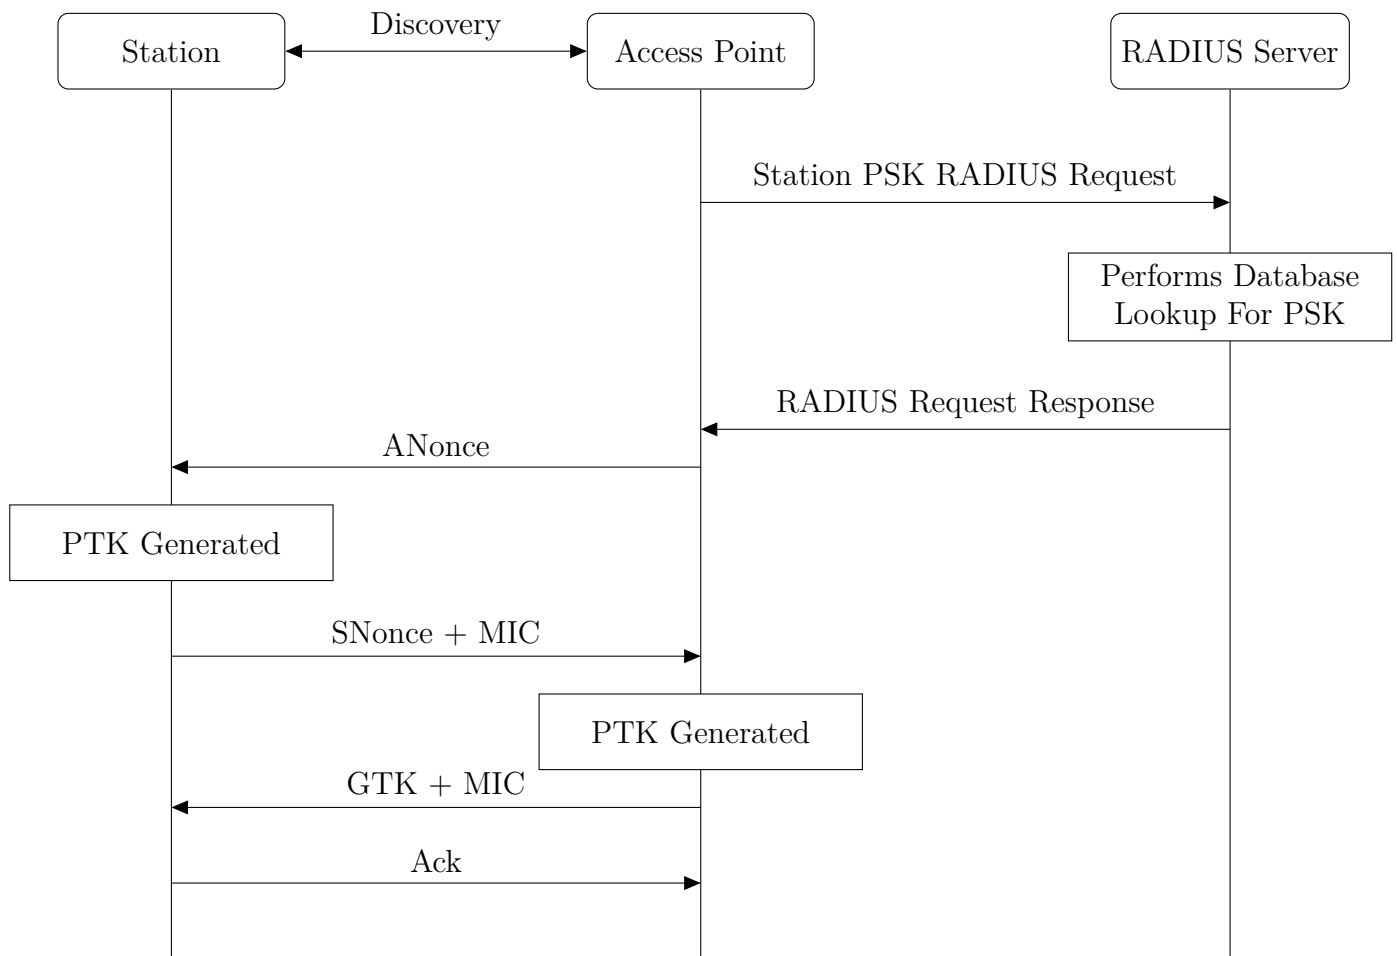 Discovery
Station
Access Point
RADIUS Server
Station PSK RADIUS Request
Performs Database
Lookup For PSK
RADIUS Request Response
ANonce
PTK Generated
SNonce + MIC
PTK Generated
GTK + MIC
Ack